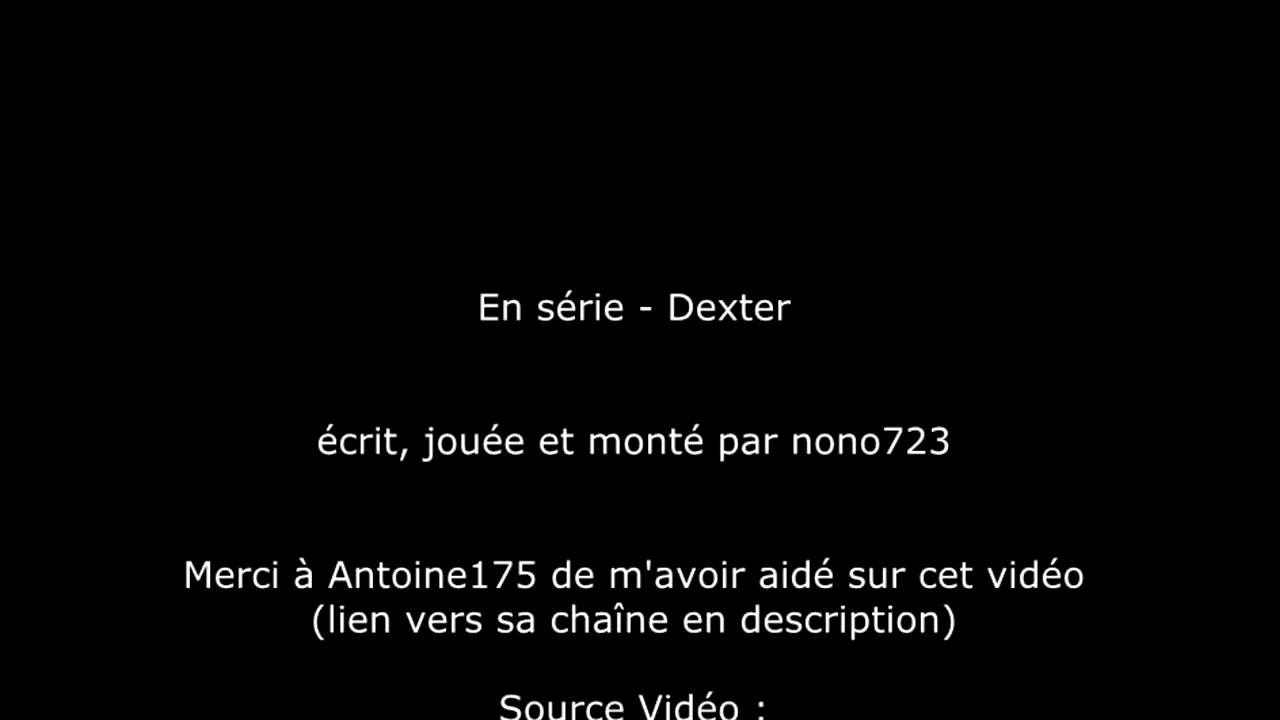 En série - Dexter
écrit, jouée et monté par nono723
Merci à Antoine175 de m'avoir aidé sur cet vidéo
(lien vers sa chaîne en description)
Source Vidéo :